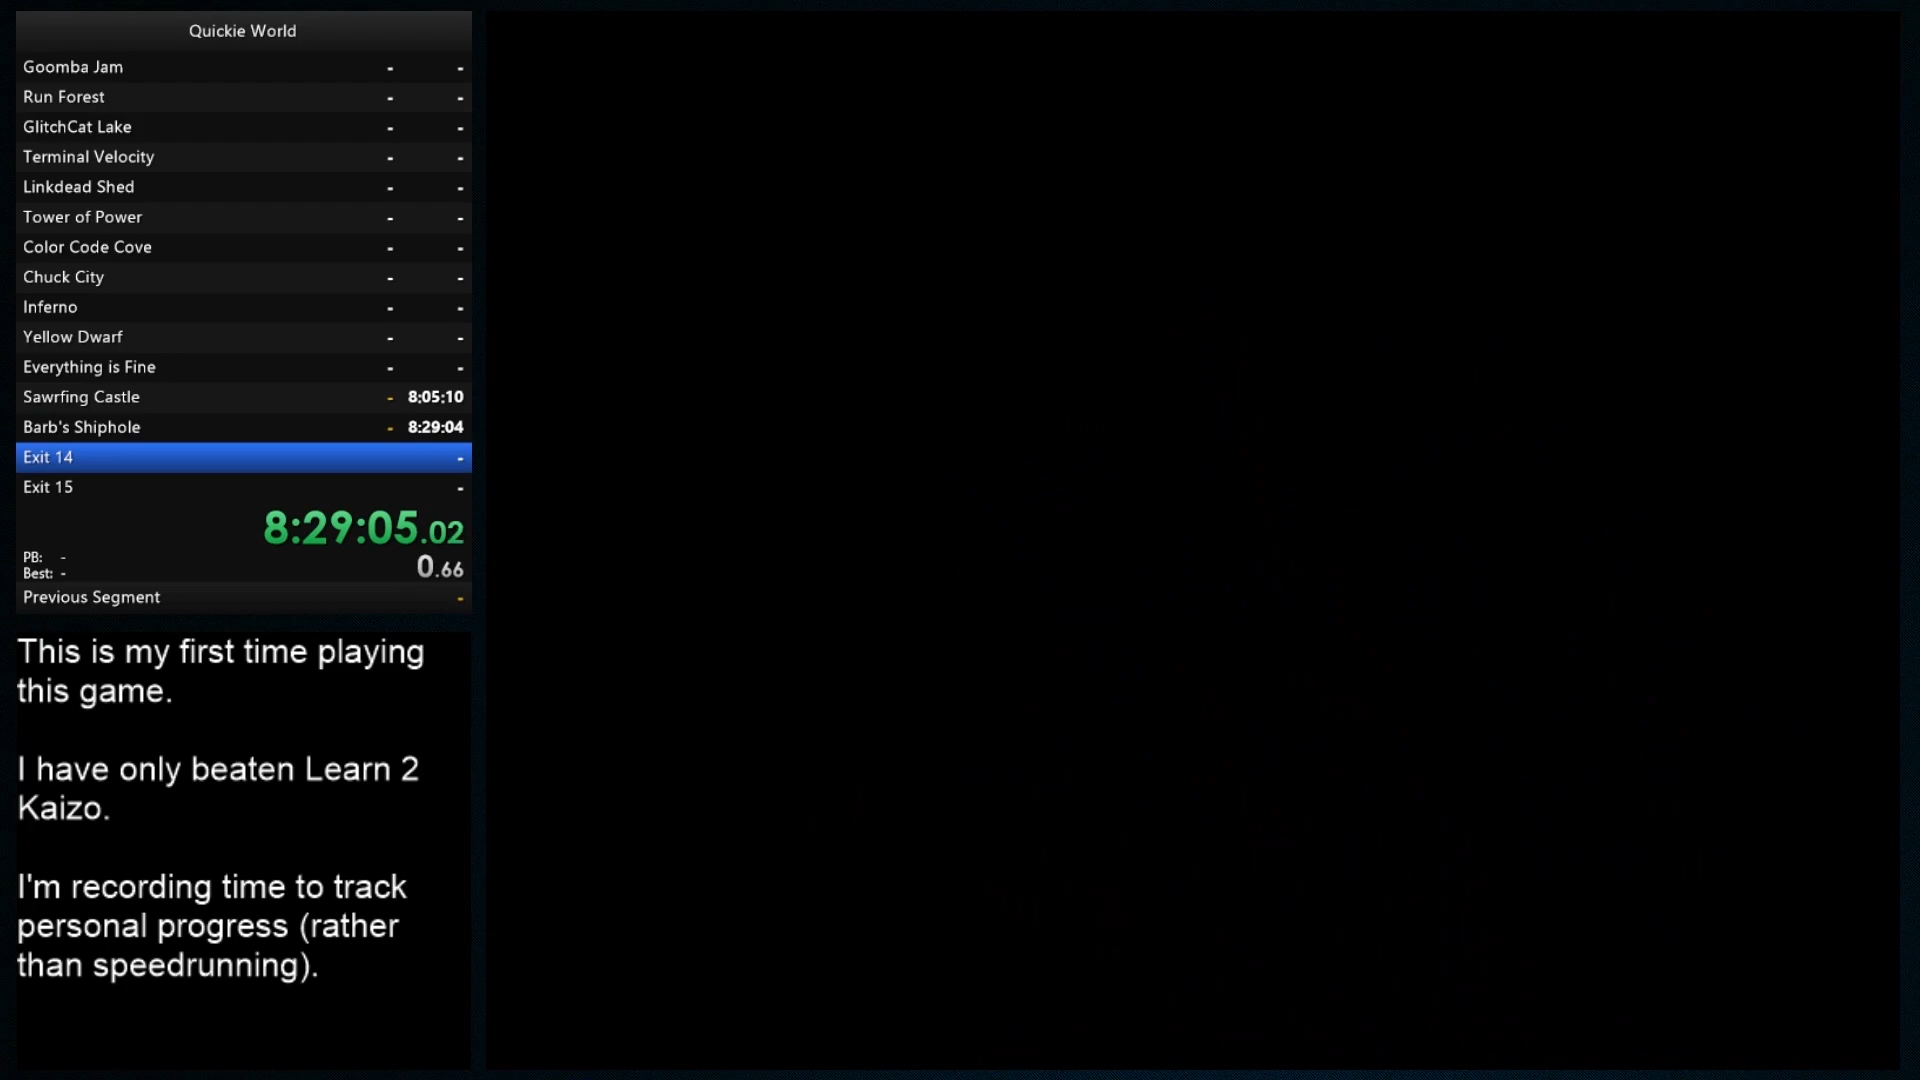 Quickie World
Goomba Jam - -
Run Forest - -
GlitchCat Lake - -
Terminal Velocity - -
Linkdead Shed - -
Tower of Power - -
Color Code Cove - -
Chuck City - -
Inferno - -
Yellow Dwarf - -
Everything is Fine - -
Sawrfing Castle - 8:05:10
Barb's Shiphole - 8:29:04
Exit 14 -
Exit 15 -
8:29:05.02
PB: -
Best: -
0.66
Previous Segment -
This is my first time playing
this game.
I have only beaten Learn 2
Kaizo.
I'm recording time to track
personal progress (rather
than speedrunning).